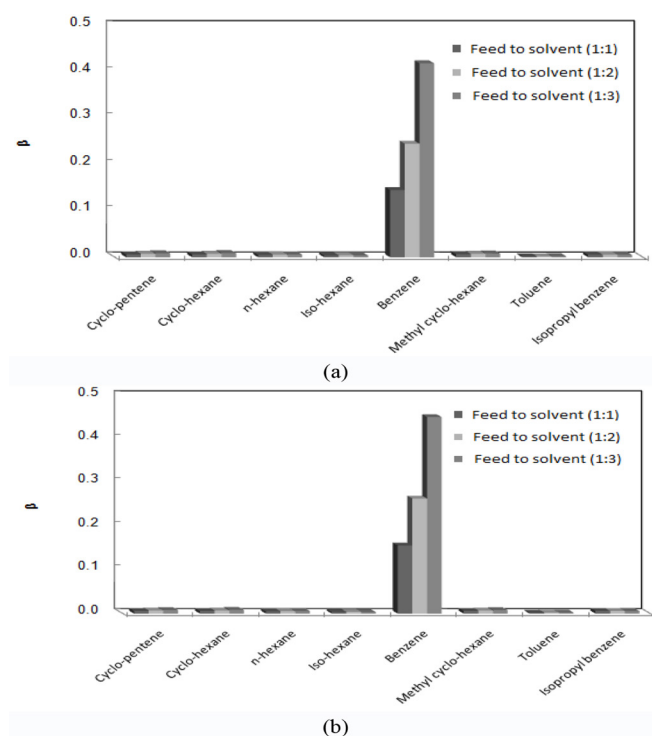 0.5
0.4
0.3
0.2
0.1
0.0
β
Feed to solvent (1:1)
Feed to solvent (1:2)
Feed to solvent (1:3)
Cyclo-pentene
Cyclo-hexane
n-hexane
Iso-hexane
Benzene
Methyl cyclo-hexane
Toluene
Isopropyl benzene
(a)
0.5
0.4
0.3
0.2
0.1
0.0
β
Feed to solvent (1:1)
Feed to solvent (1:2)
Feed to solvent (1:3)
Cyclo-pentene
Cyclo-hexane
n-hexane
Iso-hexane
Benzene
Methyl cyclo-hexane
Toluene
Isopropyl benzene
(b)